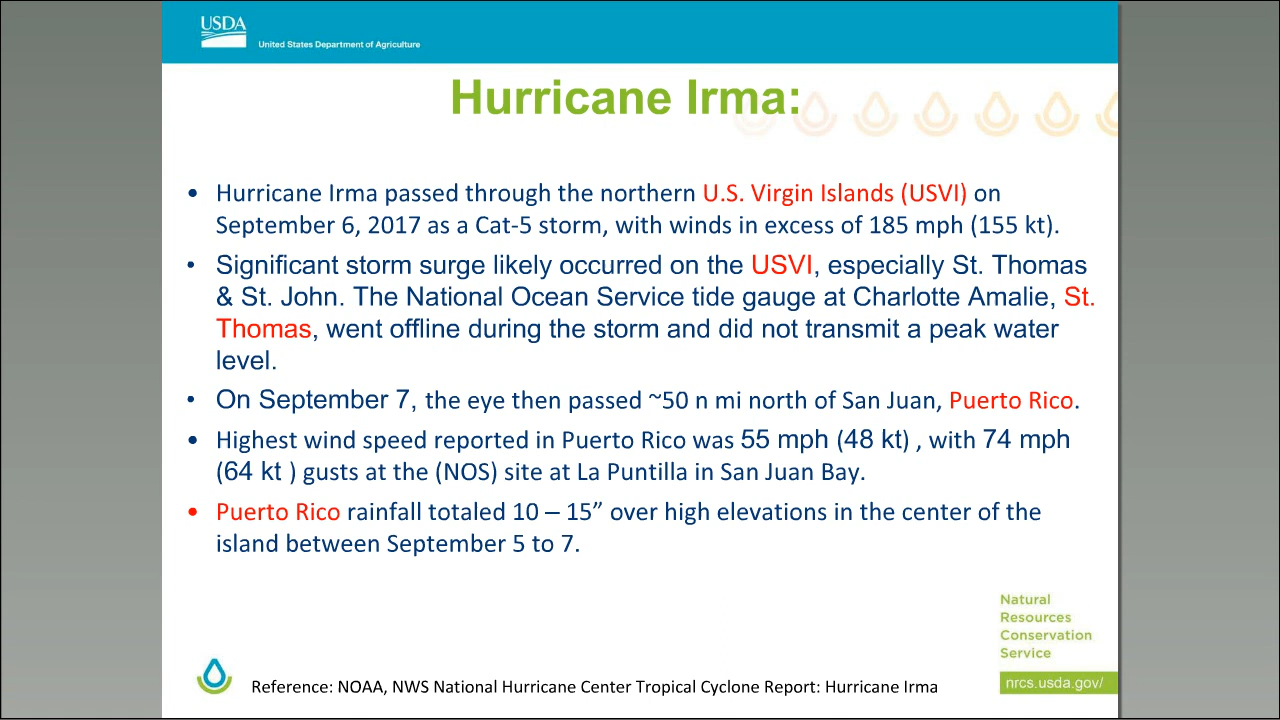 USDA
United States Department of Agriculture
Hurricane Irma:
• Hurricane Irma passed through the northern U.S. Virgin Islands (USVI) on
September 6, 2017 as a Cat-5 storm, with winds in excess of 185 mph (155 kt).
• Significant storm surge likely occurred on the USVI, especially St. Thomas
& St. John. The National Ocean Service tide gauge at Charlotte Amalie, St.
Thomas, went offline during the storm and did not transmit a peak water
level.
• On September 7, the eye then passed ~50 n mi north of San Juan, Puerto Rico.
• Highest wind speed reported in Puerto Rico was 55 mph (48 kt) , with 74 mph
(64 kt ) gusts at the (NOS) site at La Puntilla in San Juan Bay.
• Puerto Rico rainfall totaled 10 – 15” over high elevations in the center of the
island between September 5 to 7.
Natural
Resources
Conservation
Service
nrcs.usda.gov/
Reference: NOAA, NWS National Hurricane Center Tropical Cyclone Report: Hurricane Irma